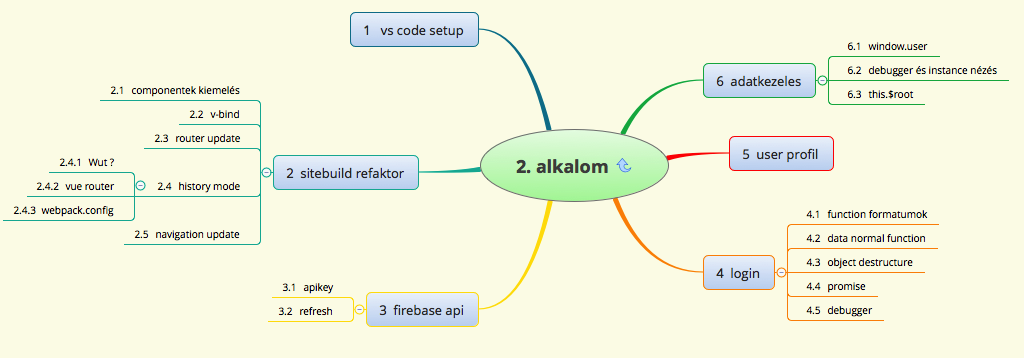 2. alkalom
1 vs code setup
2 sitebuild refaktor
2.1 componentek kiemelés
2.2 v-bind
2.3 router update
2.4 history mode
2.4.1 Wut ?
2.4.2 vue router
2.4.3 webpack.config
2.5 navigation update
3 firebase api
3.1 apikey
3.2 refresh
4 login
4.1 function formatumok
4.2 data normal function
4.3 object destructure
4.4 promise
4.5 debugger
5 user profil
6 adatkezeles
6.1 window.user
6.2 debugger és instance nézés
6.3 this.$root